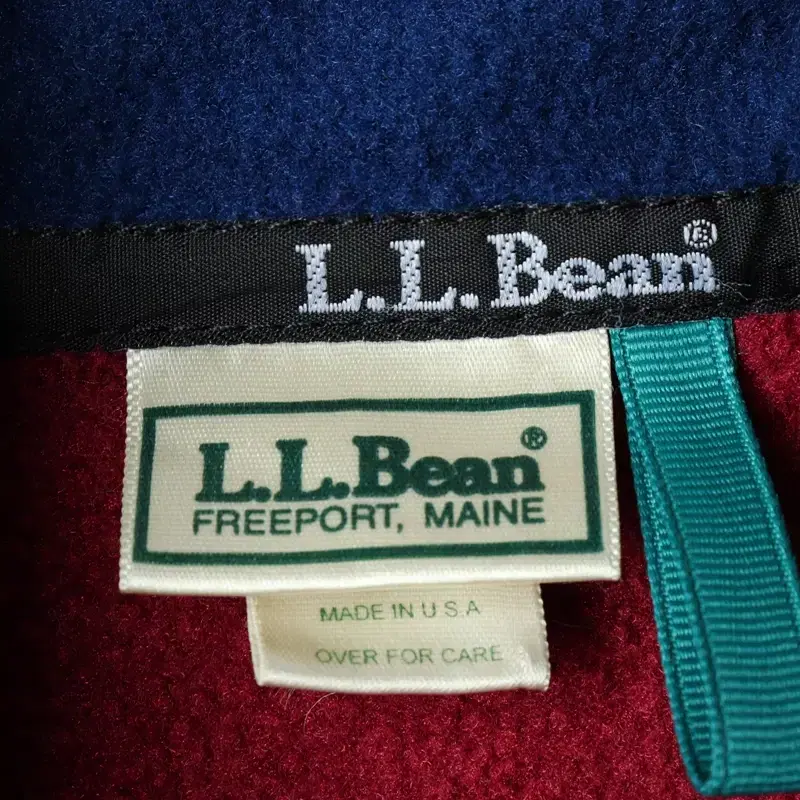 L.L.Bean®
L.L.Bean®
FREEPORT, MAINE
MADE IN U S A
OVER FOR CARE